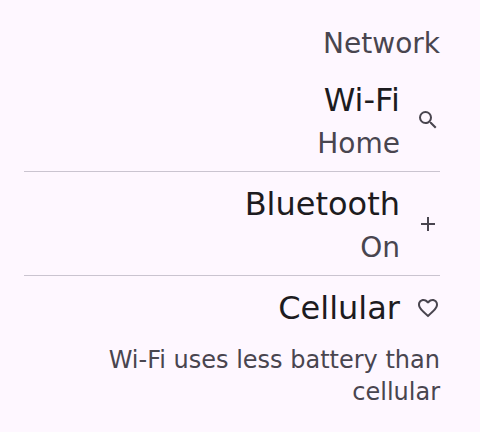 Network
Wi-Fi
Home
Bluetooth
On
Cellular
Wi-Fi uses less battery than
cellular